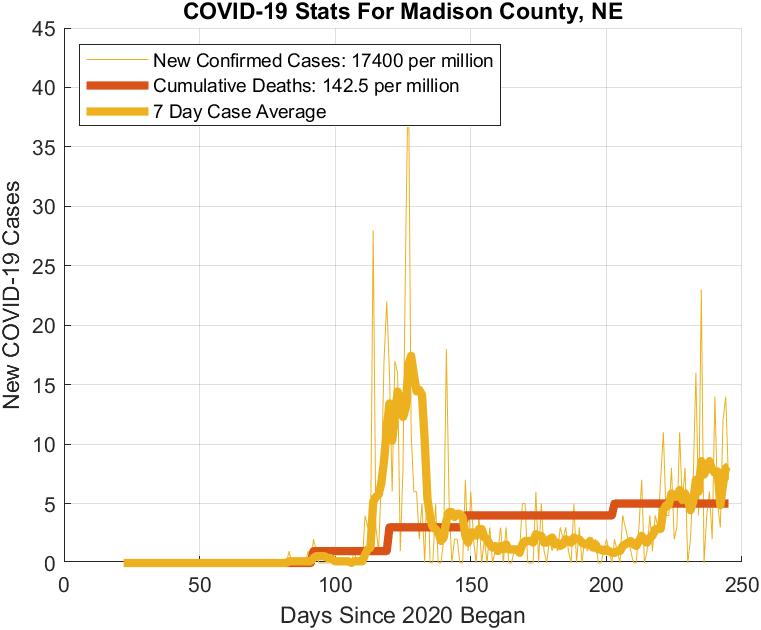 COVID-19 Stats For Madison County, NE
New Confirmed Cases: 17400 per million
Cumulative Deaths: 142.5 per million
7 Day Case Average
New COVID-19 Cases
45
40
35
30
25
20
15
10
5
0
0 50 100 150 200 250
Days Since 2020 Began